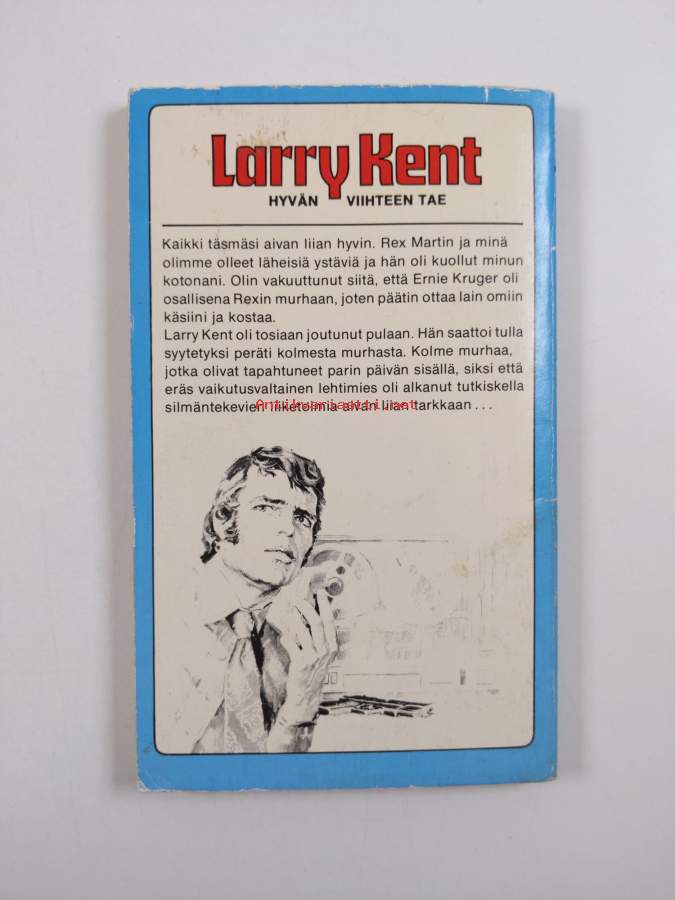 Larry Kent
HYVÄN VIIHTEEN TAE
Kaikki täsmäsi aivan liian hyvin. Rex Martin ja minä
olimme olleet läheisiä ystäviä ja hän oli kuollut minun
kotonani. Olin vakuuttunut siitä, että Ernie Kruger oli
osallisena Rexin murhaan, joten päätin ottaa lain omiin
käsiini ja kostaa.
Larry Kent oli tosiaan joutunut pulaan. Hän saattoi tulla
syytetyksi peräti kolmesta murhasta. Kolme murhaa,
jotka olivat tapahtuneet parin päivän sisällä, siksi että
eräs vaikutusvaltainen lehtimies oli alkanut tutkiskella
silmäntekevien liiketoimia aivan liian tarkkaan . . .